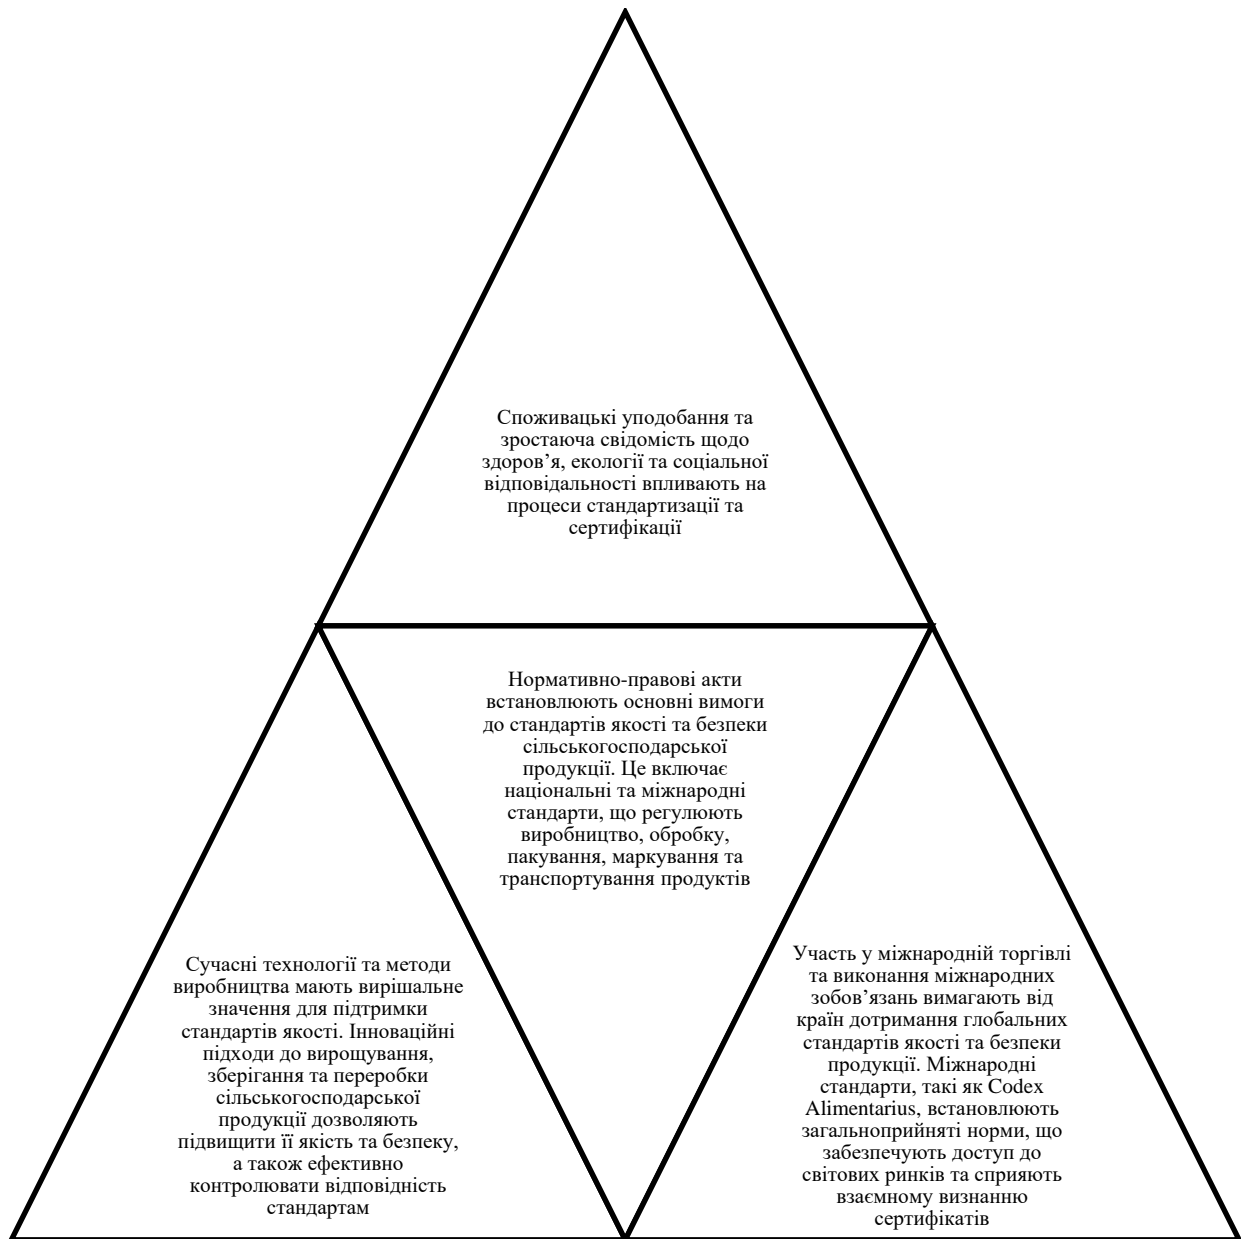 Споживацькі уподобання та
зростаюча свідомість щодо
здоров’я, екології та соціальної
відповідальності впливають на
процеси стандартизації та
сертифікації
Нормативно-правові акти
встановлюють основні вимоги
до стандартів якості та безпеки
сільськогосподарської
продукції. Це включає
національні та міжнародні
стандарти, що регулюють
виробництво, обробку,
пакування, маркування та
транспортування продуктів
Сучасні технології та методи
виробництва мають вирішальне
значення для підтримки
стандартів якості. Інноваційні
підходи до вирощування,
зберігання та переробки
сільськогосподарської
продукції дозволяють
підвищити її якість та безпеку,
а також ефективно
контролювати відповідність
стандартам
Участь у міжнародній торгівлі
та виконання міжнародних
зобов’язань вимагають від
країн дотримання глобальних
стандартів якості та безпеки
продукції. Міжнародні
стандарти, такі як Codex
Alimentarius, встановлюють
загальноприйняті норми, що
забезпечують доступ до
світових ринків та сприяють
взаємному визнанню
сертифікатів